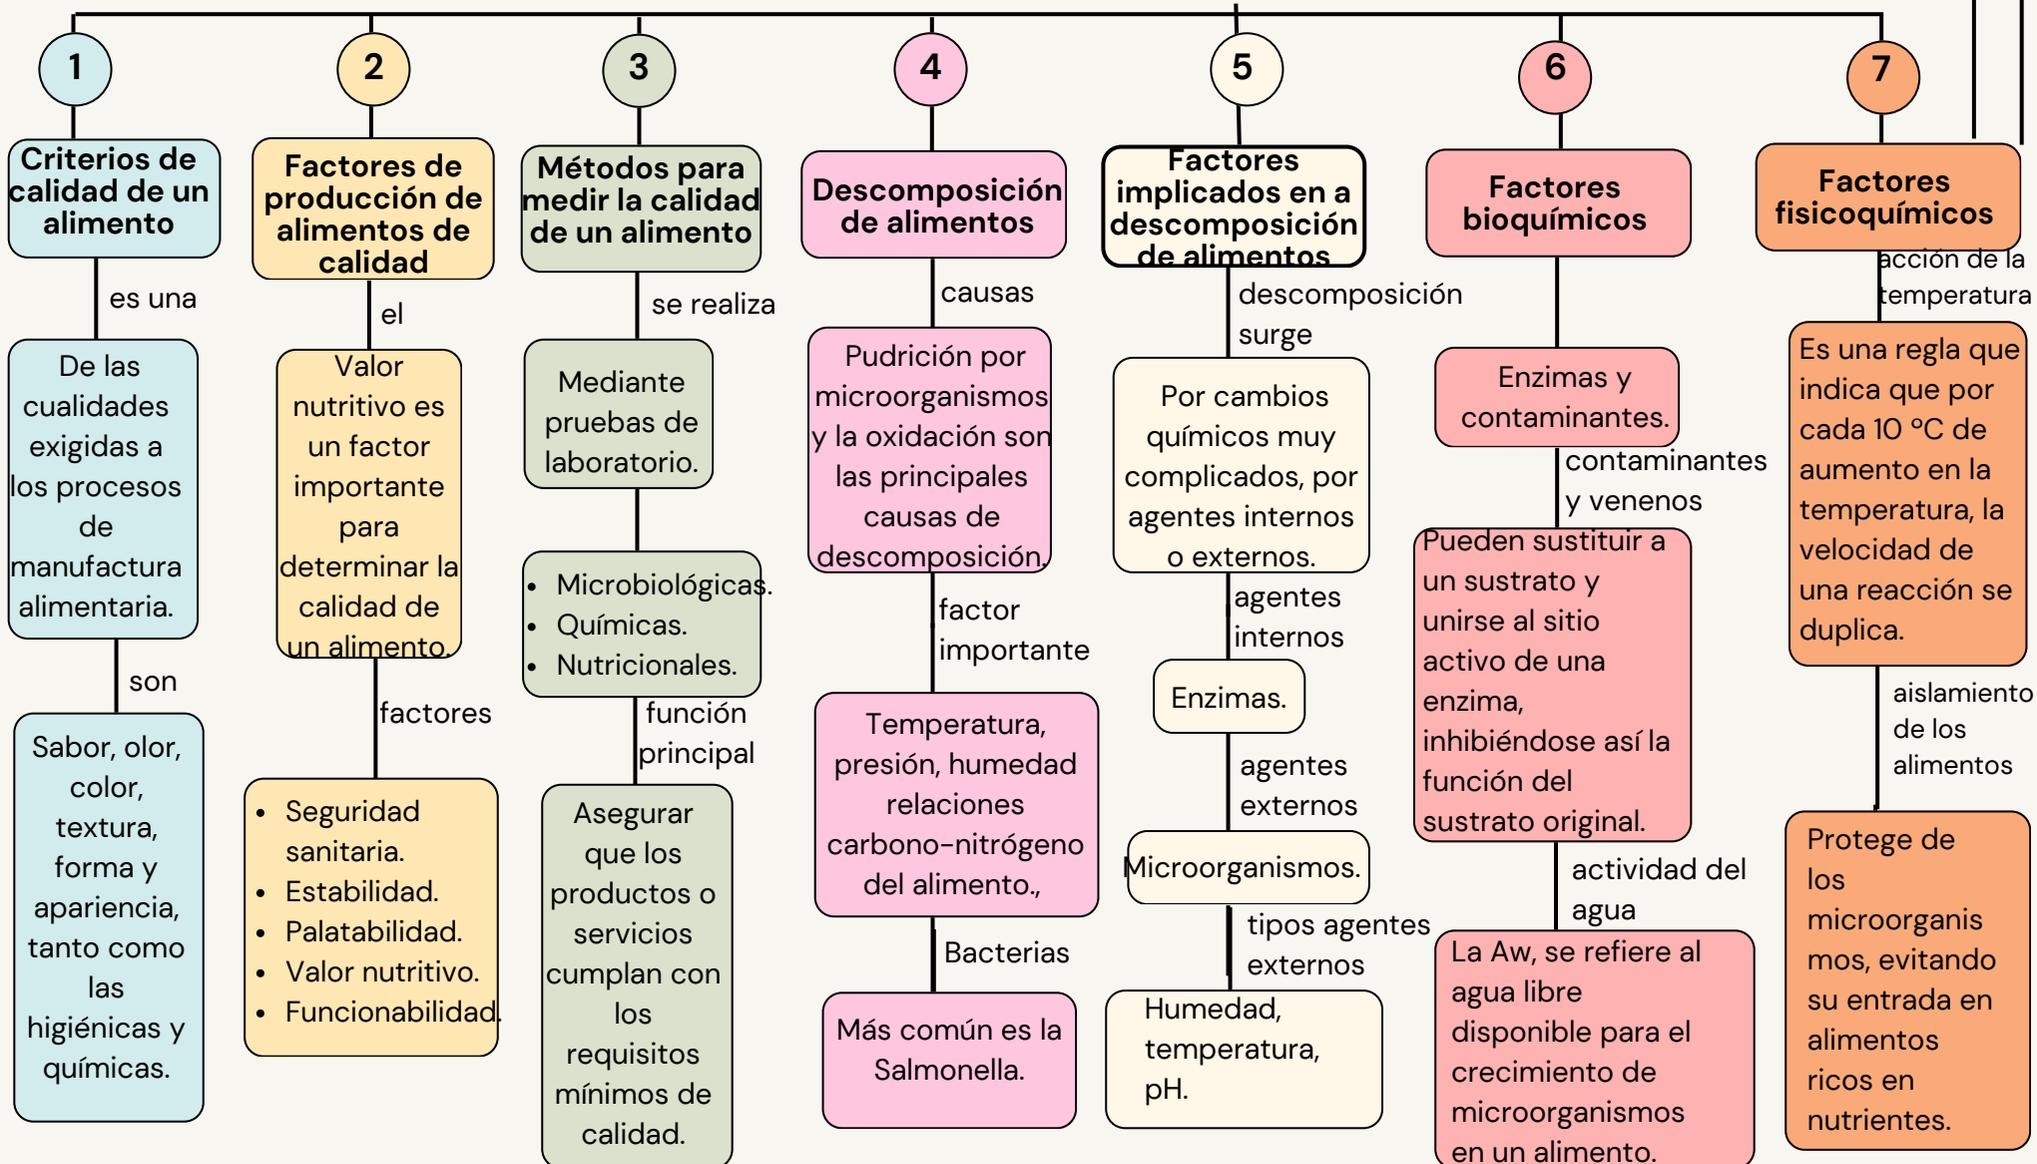 1
Criterios de
calidad de un
alimento
es una
De las
cualidades
exigidas a
los procesos
de
manufactura
alimentaria.
son
Sabor, olor,
color,
textura,
forma y
apariencia,
tanto como
las
higiénicas y
químicas.
2
Factores de
producción de
alimentos de
calidad
el
Valor
nutritivo es
un factor
importante
para
determinar la
calidad de
un alimento.
factores
• Seguridad
sanitaria.
• Estabilidad.
• Palatabilidad.
• Valor nutritivo.
• Funcionabilidad.
3
Métodos para
medir la calidad
de un alimento
se realiza
Mediante
pruebas de
laboratorio.
• Microbiológicas.
• Químicas.
• Nutricionales.
función
principal
Asegurar
que los
productos o
servicios
cumplan con
los
requisitos
mínimos de
calidad.
4
Descomposición
de alimentos
causas
Pudrición por
microorganismos
y la oxidación son
las principales
causas de
descomposición.
factor
importante
Temperatura,
presión, humedad
relaciones
carbono-nitrógeno
del alimento.,
Bacterias
Más común es la
Salmonella.
5
Factores
implicados en a
descomposición
de alimentos
descomposición
surge
Por cambios
químicos muy
complicados, por
agentes internos
o externos.
agentes
internos
Enzimas.
agentes
externos
Microorganismos.
tipos agentes
externos
Humedad,
temperatura,
pH.
6
Factores
bioquímicos
Enzimas y
contaminantes.
contaminantes
y venenos
Pueden sustituir a
un sustrato y
unirse al sitio
activo de una
enzima,
inhibiéndose así la
función del
sustrato original.
actividad del
agua
La Aw, se refiere al
agua libre
disponible para el
crecimiento de
microorganismos
en un alimento.
7
Factores
fisicoquímicos
acción de la
temperatura
Es una regla que
indica que por
cada 10 ºC de
aumento en la
temperatura, la
velocidad de
una reacción se
duplica.
aislamiento
de los
alimentos
Protege de
los
microorganis
mos, evitando
su entrada en
alimentos
ricos en
nutrientes.